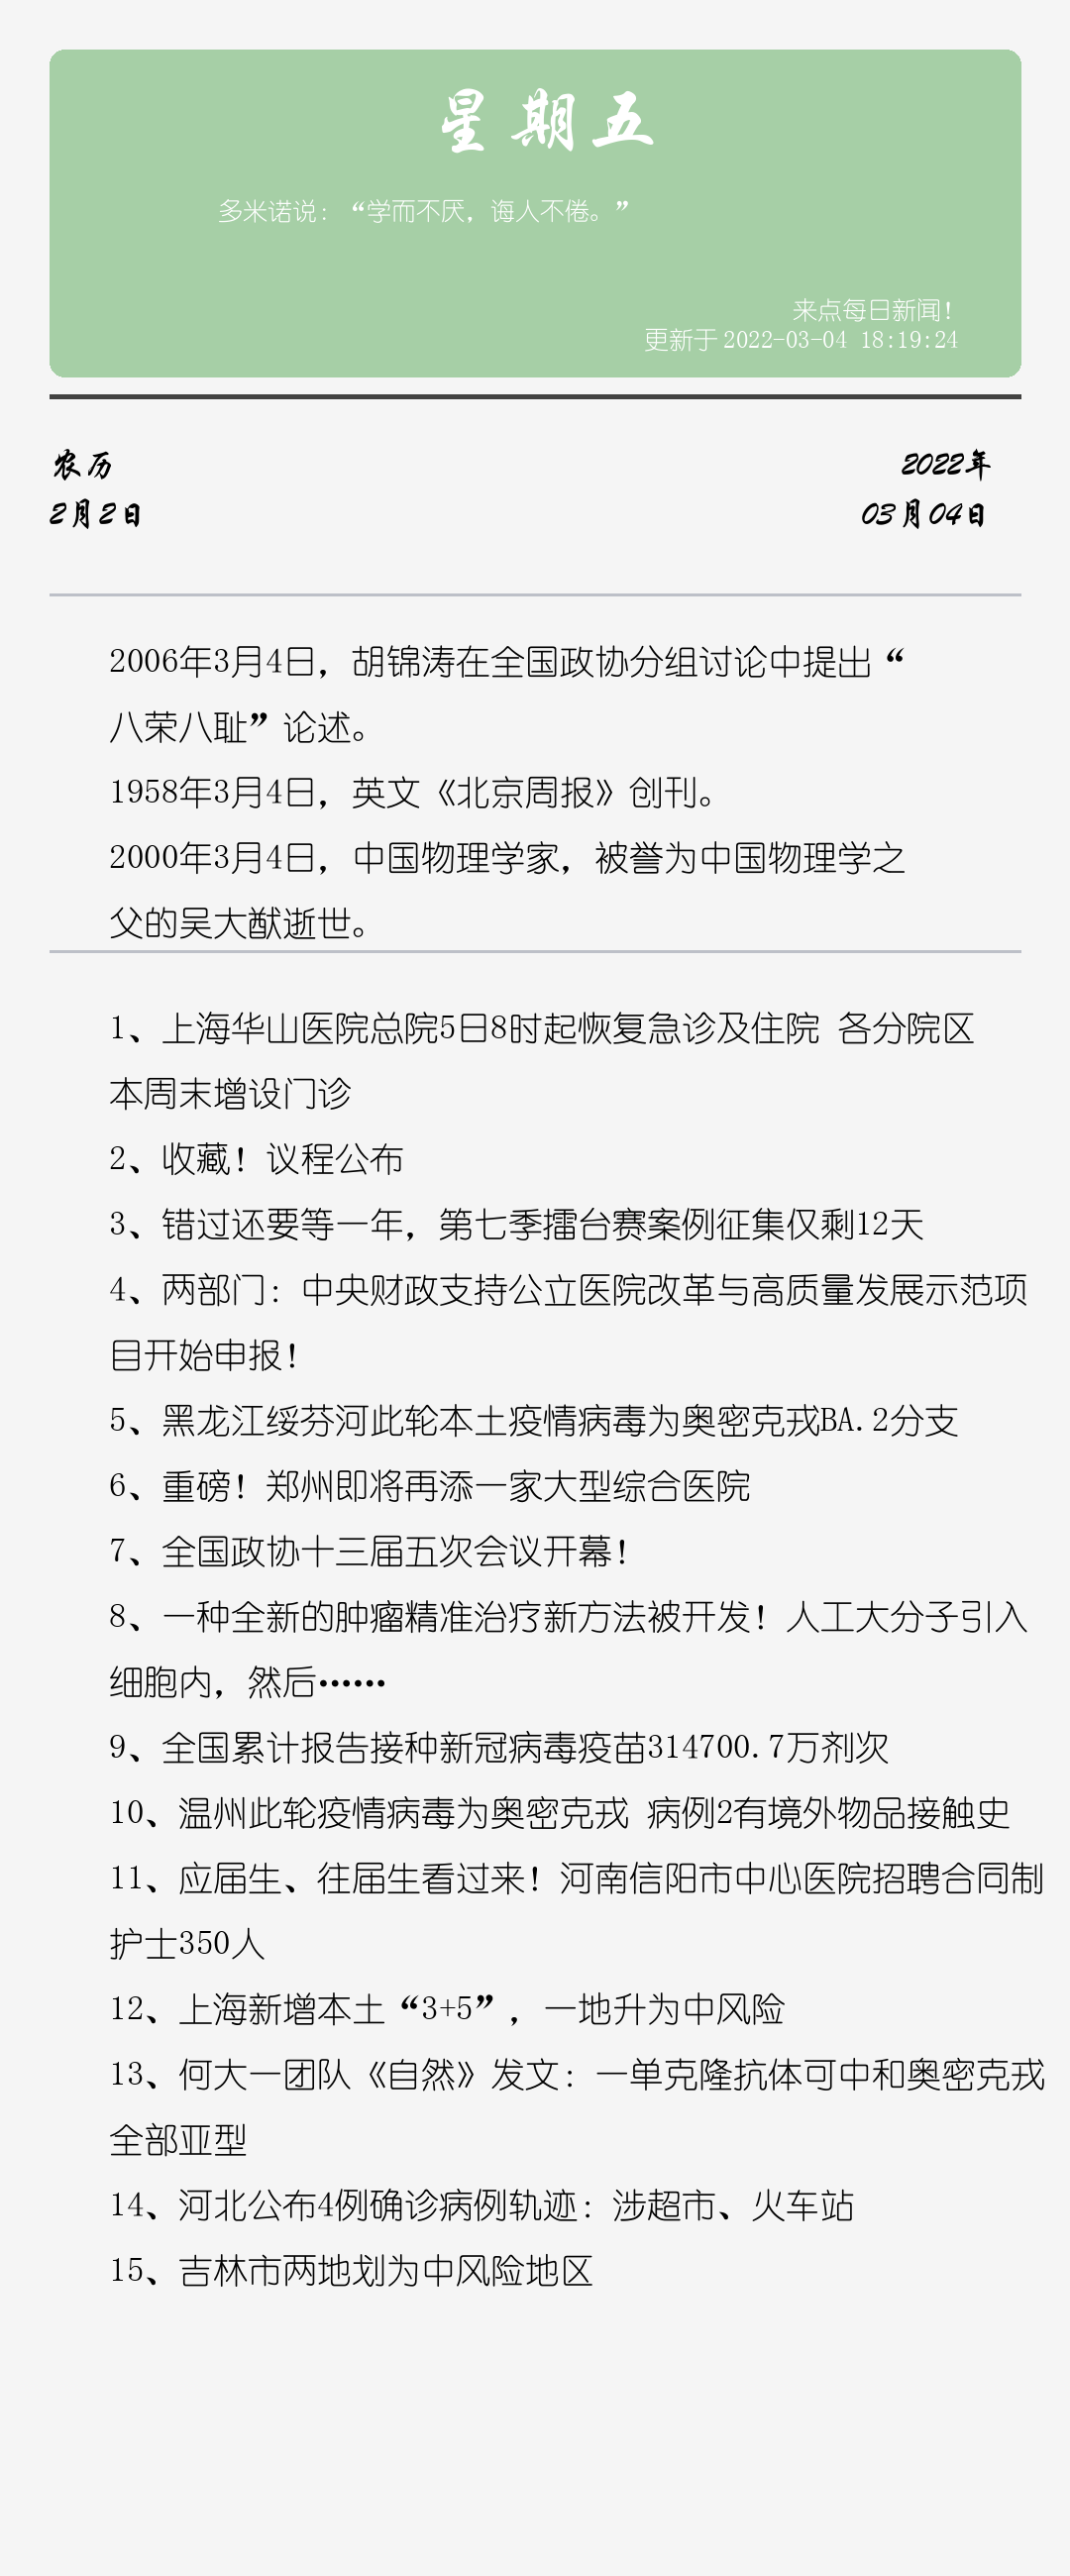 星期五
多米诺说：“学而不厌，诲人不倦。”
来点每日新闻！
更新于2022-03-04 18:19:24
农历
2022年
2月2日
03月04日
2006年3月4日，胡锦涛在全国政协分组讨论中提出“
八荣八耻”论述。
1958年3月4日，英文《北京周报》创刊。
2000年3月4日，中国物理学家，被誉为中国物理学之
父的吴大猷逝世。
1、上海华山医院总院5日8时起恢复急诊及住院 各分院区
本周末增设门诊
2、收藏！议程公布
3、错过还要等一年，第七季擂台赛案例征集仅剩12天
4、两部门：中央财政支持公立医院改革与高质量发展示范项
目开始申报！
5、黑龙江绥芬河此轮本土疫情病毒为奥密克戎BA.2分支
6、重磅！郑州即将再添一家大型综合医院
7、全国政协十三届五次会议开幕！
8、一种全新的肿瘤精准治疗新方法被开发！人工大分子引入
细胞内，然后……
9、全国累计报告接种新冠病毒疫苗314700.7万剂次
10、温州此轮疫情病毒为奥密克戎 病例2有境外物品接触史
11、应届生、往届生看过来！河南信阳市中心医院招聘合同制
护士350人
12、上海新增本土“3+5”，一地升为中风险
13、何大一团队《自然》发文：一单克隆抗体可中和奥密克戎
全部亚型
14、河北公布4例确诊病例轨迹：涉超市、火车站
15、吉林市两地划为中风险地区